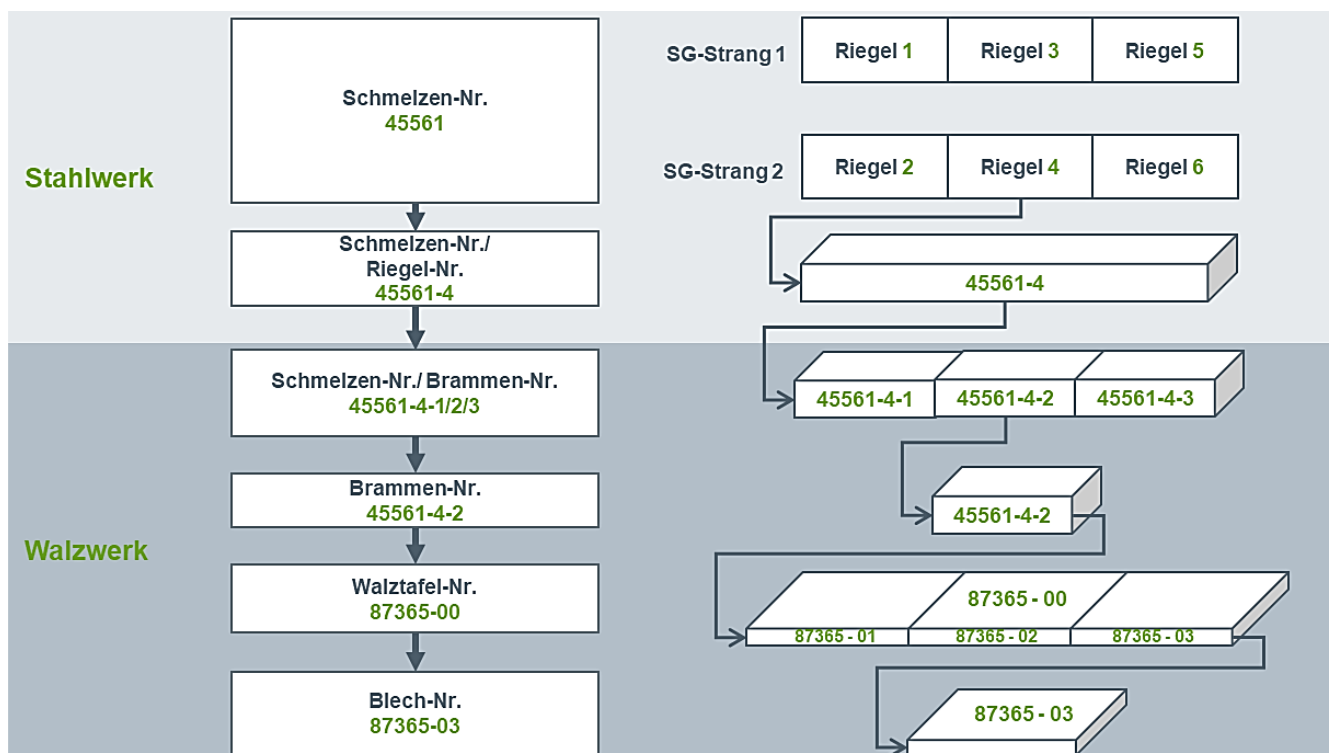 Stahlwerk
Schmelzen-Nr.
45561
Schmelzen-Nr./
Riegel-Nr.
45561-4
SG-Strang 1
Riegel 1
Riegel 3
Riegel 5
SG-Strang 2
Riegel 2
Riegel 4
Riegel 6
45561-4
Walzwerk
Schmelzen-Nr./ Brammen-Nr.
45561-4-1/2/3
Brammen-Nr.
45561-4-2
Walztafel-Nr.
87365-00
Blech-Nr.
87365-03
45561-4-1
45561-4-2
45561-4-3
45561-4-2
87365 - 00
87365 - 01
87365 - 02
87365 - 03
87365 - 03